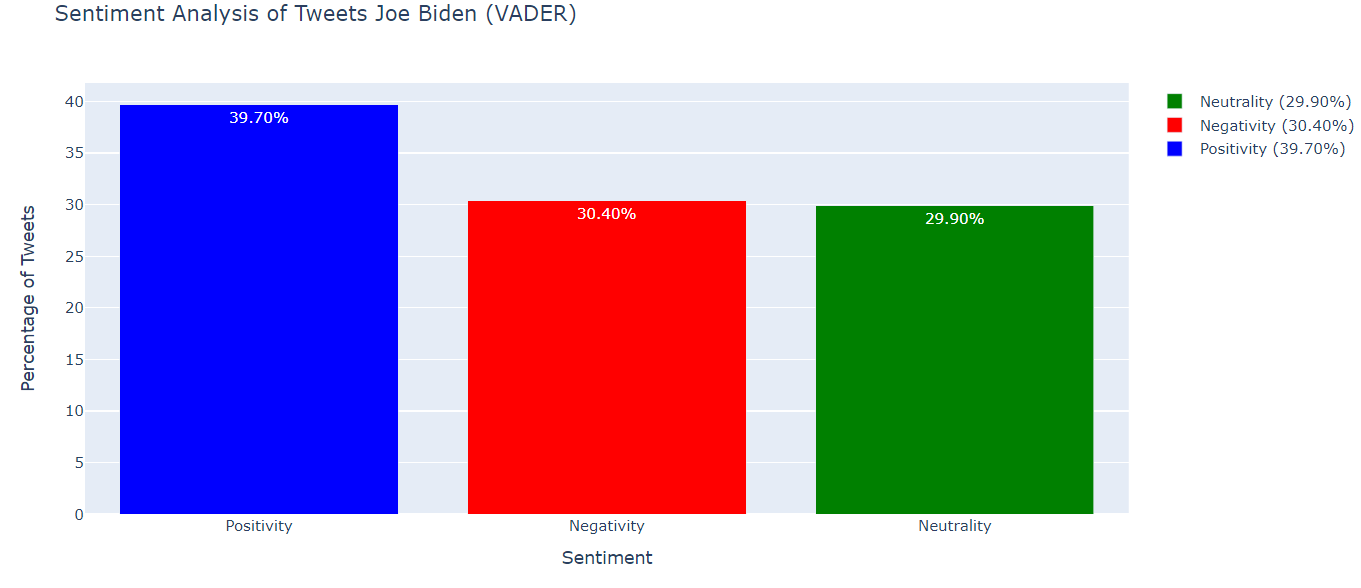 Sentiment Analysis of Tweets Joe Biden (VADER)
Neutrality (29.90%)
Negativity (30.40%)
Positivity (39.70%)
Percentage of Tweets
40
35
30
25
20
15
10
5
0
39.70%
30.40%
29.90%
Positivity
Negativity
Neutrality
Sentiment